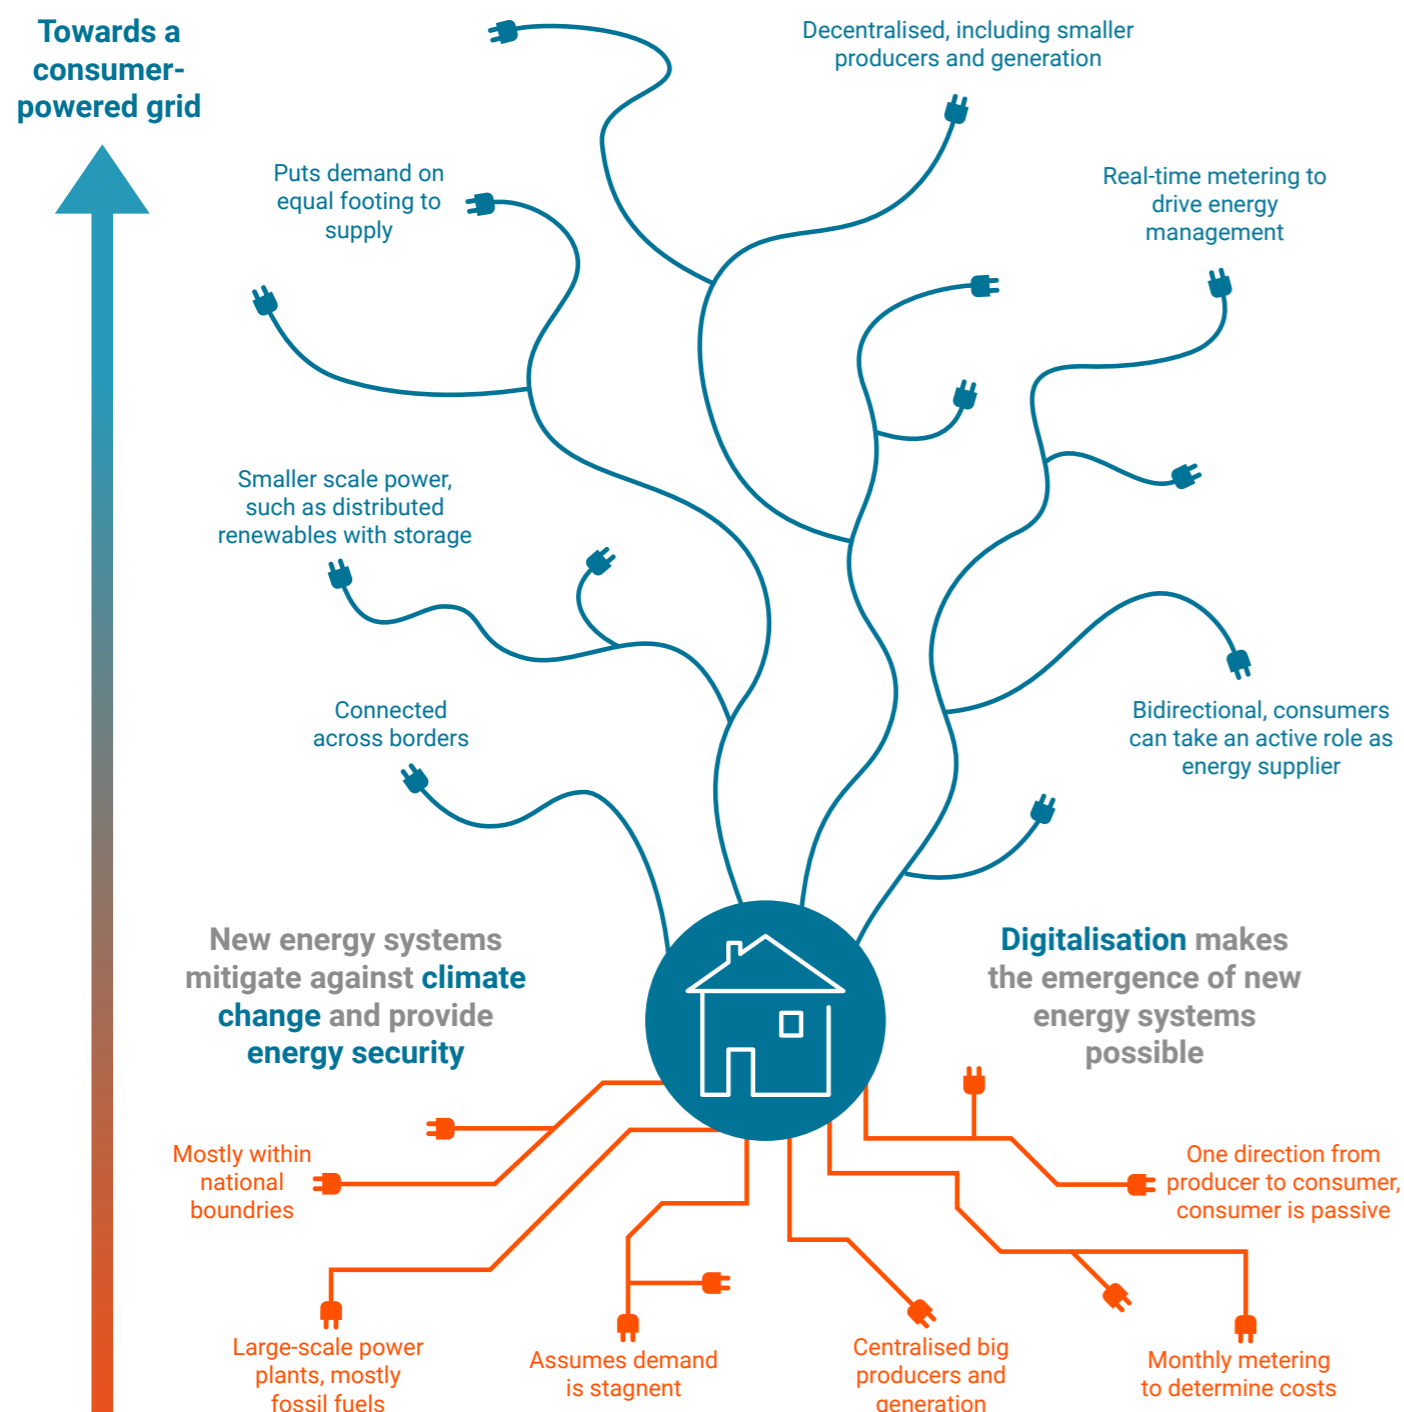 Towards a
consumer-
powered grid
Decentralised, including smaller
producers and generation
Puts demand on
equal footing to
supply
Real-time metering to
drive energy
management
Smaller scale power,
such as distributed
renewables with storage
Connected
across borders
Bidirectional, consumers
can take an active role as
energy supplier
New energy systems
mitigate against climate
change and provide
energy security
Digitalisation makes
the emergence of new
energy systems
possible
Mostly within
national
boundries
One direction from
producer to consumer,
consumer is passive
Large-scale power
plants, mostly
fossil fuels
Assumes demand
is stagnent
Centralised big
producers and
generation
Monthly metering
to determine costs